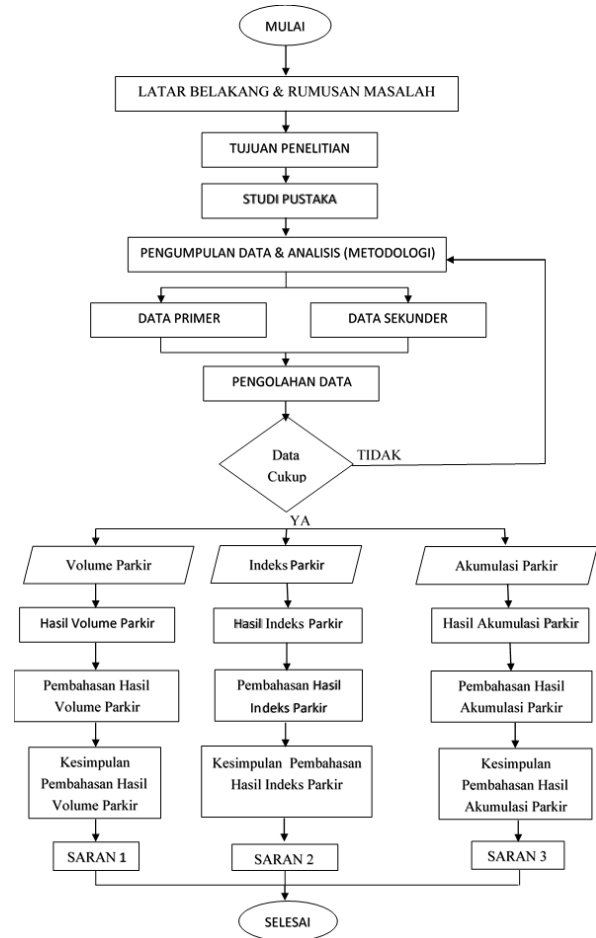 MULAI
LATAR BELAKANG & RUMUSAN MASALAH
TUJUAN PENELITIAN
STUDI PUSTAKA
PENGUMPULAN DATA & ANALISIS (METODOLOGI)
DATA PRIMER
DATA SEKUNDER
PENGOLAHAN DATA
Data
Cukup
TIDAK
YA
Volume Parkir
Indeks Parkir
Akumulasi Parkir
Hasil Volume Parkir
Hasil Indeks Parkir
Hasil Akumulasi Parkir
Pembahasan Hasil
Volume Parkir
Pembahasan Hasil
Indeks Parkir
Pembahasan Hasil
Akumulasi Parkir
Kesimpulan
Pembahasan Hasil
Volume Parkir
Kesimpulan Pembahasan
Hasil Indeks Parkir
Kesimpulan
Pembahasan Hasil
Akumulasi Parkir
SARAN 1
SARAN 2
SARAN 3
SELESAI